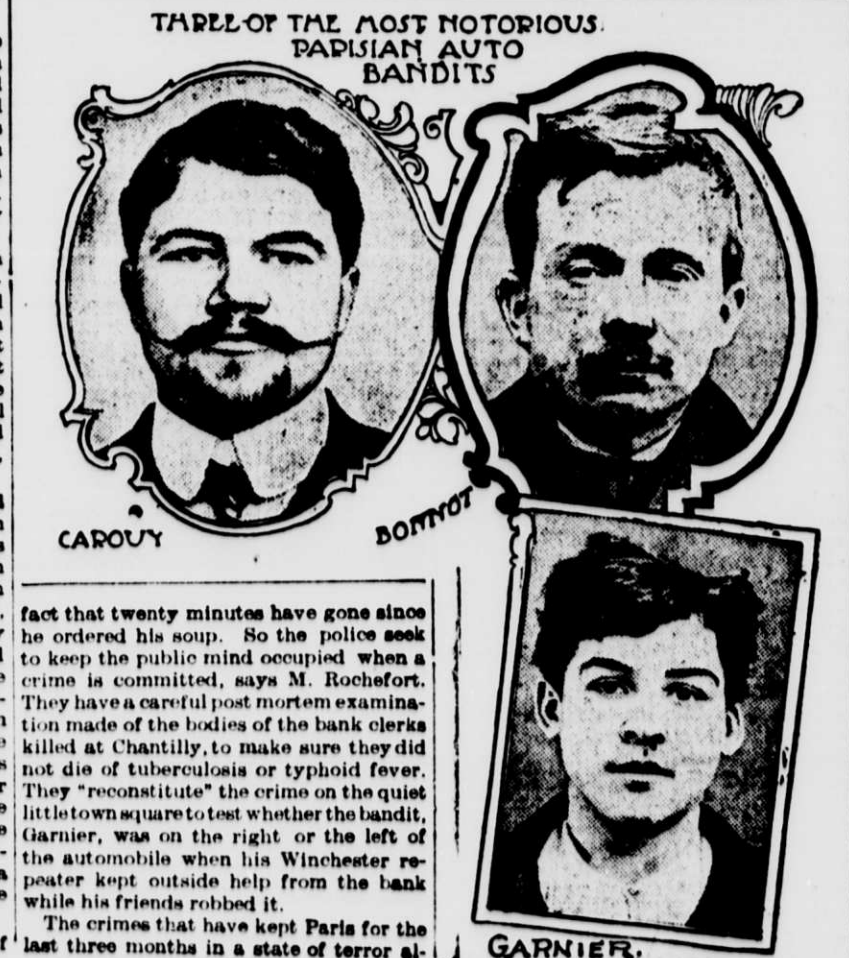 THREE OF THE MOST NOTORIOUS
PARISIAN AUTO
BANDITS
CAROUY
BONNOT
GARNIER.
fact that twenty minutes have gone since
he ordered his soup. So the police seek
to keep the public mind occupied when a
crime is committed, says M. Rochefort.
They have a careful post mortem examina-
tion made of the bodies of the bank clerks
killed at Chantilly, to make sure they did
not die of tuberculosis or typhoid fever.
They "reconstitute" the crime on the quiet
little town square to test whether the bandit,
Garnier, was on the right or the left of
the automobile when his Winchester re-
peater kept outside help from the bank
while his friends robbed it.
The crimes that have kept Paris for the
last three months in a state of terror al-